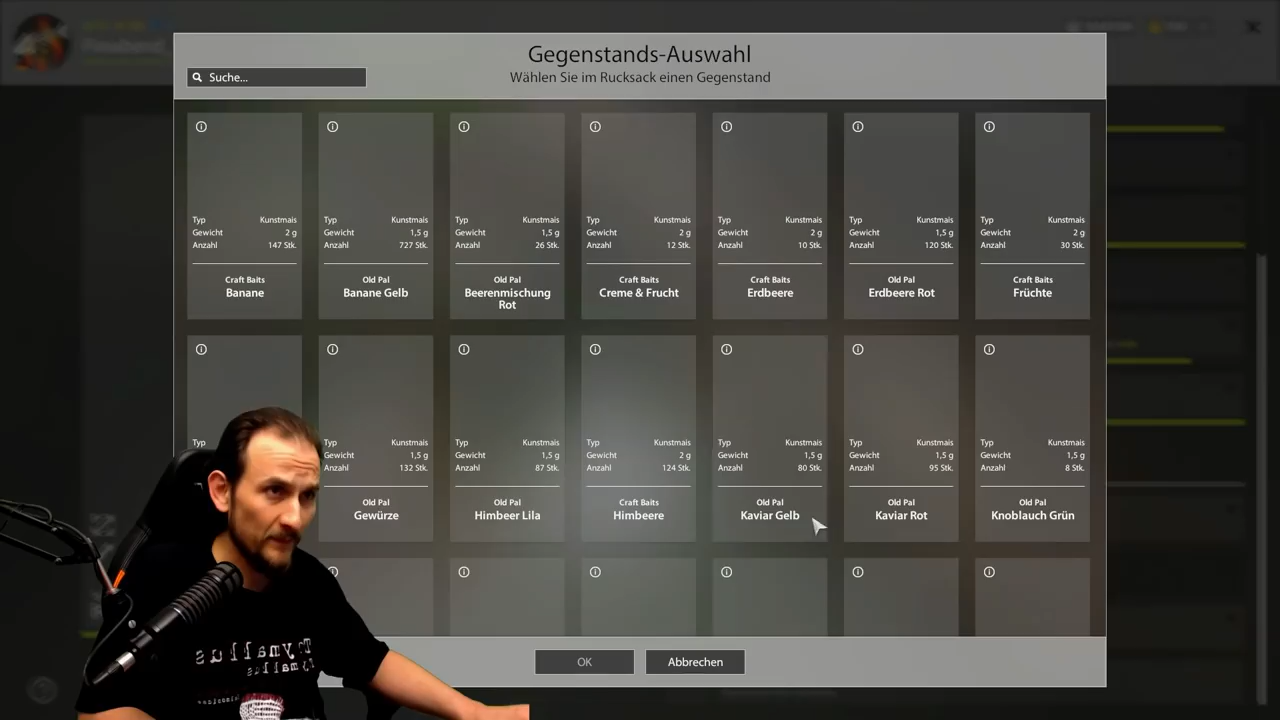 Gegenstands-Auswahl
Wählen Sie im Rucksack einen Gegenstand
Suche...
Typ Kunstmais
Gewicht 2 g
Anzahl 147 Stk.
Craft Baits
Banane
Typ Kunstmais
Gewicht 1,5 g
Anzahl 727 Stk.
Old Pal
Banane Gelb
Typ Kunstmais
Gewicht 1,5 g
Anzahl 26 Stk.
Old Pal
Beerenmischung
Rot
Typ Kunstmais
Gewicht 2 g
Anzahl 12 Stk.
Craft Baits
Creme & Frucht
Typ Kunstmais
Gewicht 2 g
Anzahl 10 Stk.
Craft Baits
Erdbeere
Typ Kunstmais
Gewicht 1,5 g
Anzahl 120 Stk.
Old Pal
Erdbeere Rot
Typ Kunstmais
Gewicht 2 g
Anzahl 30 Stk.
Craft Baits
Früchte
Typ
Typ Kunstmais
Gewicht 1,5 g
Anzahl 132 Stk.
Old Pal
Gewürze
Typ Kunstmais
Gewicht 1,5 g
Anzahl 87 Stk.
Old Pal
Himbeer Lila
Typ Kunstmais
Gewicht 2 g
Anzahl 124 Stk.
Craft Baits
Himbeere
Typ Kunstmais
Gewicht 1,5 g
Anzahl 80 Stk.
Old Pal
Kaviar Gelb
Typ Kunstmais
Gewicht 1,5 g
Anzahl 95 Stk.
Old Pal
Kaviar Rot
Typ Kunstmais
Gewicht 1,5 g
Anzahl 8 Stk.
Old Pal
Knoblauch Grün
OK
Abbrechen